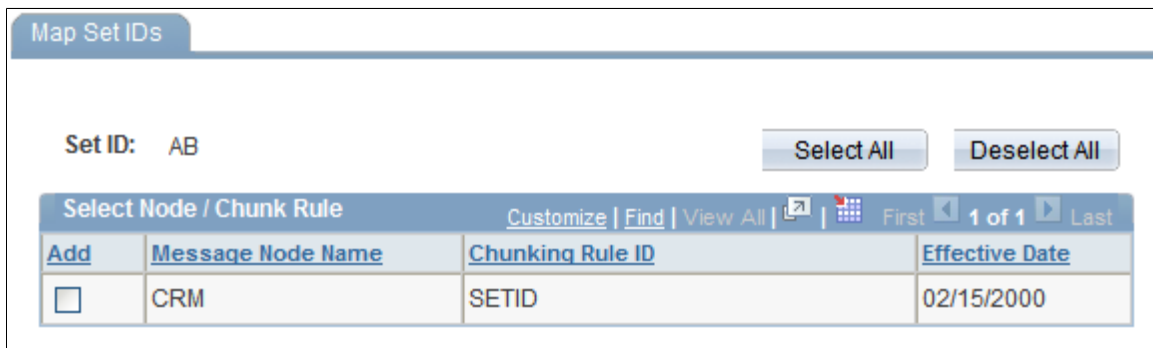 Map Set IDs
Set ID: AB Select All Deselect All
Select Node / Chunk Rule Customize | Find | View All | | First 1 of 1 Last
Add Message Node Name Chunking Rule ID Effective Date
CRM SETID 02/15/2000